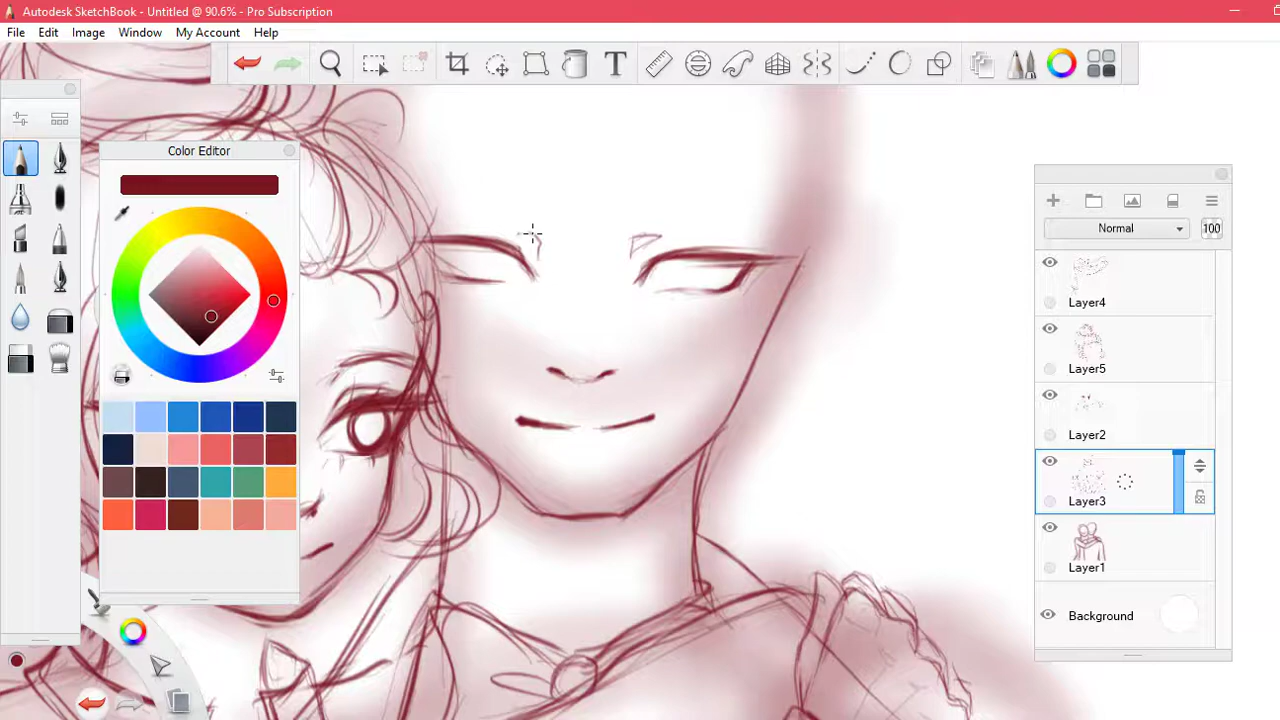 Autodesk SketchBook - Untitled @ 90.6% - Pro Subscription
File Edit Image Window My Account Help
T
Color Editor
Normal 100
Layer4
Layer5
Layer2
Layer3
Layer1
Background